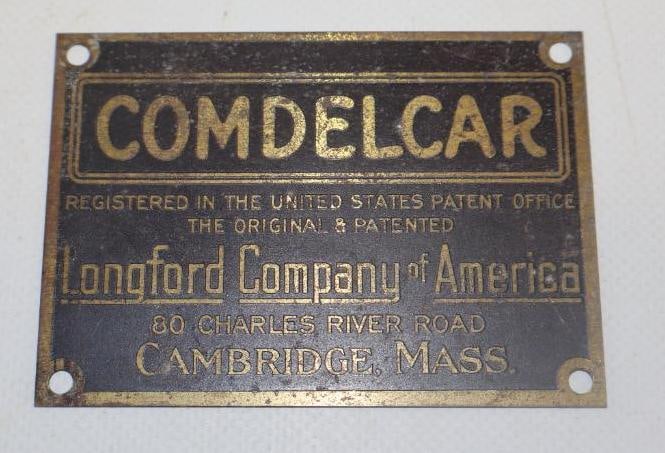 COMDELCAR
REGISTERED IN THE UNITED STATES PATENT OFFICE
THE ORIGINAL & PATENTED
Longford Company of America
80 CHARLES RIVER ROAD
CAMBRIDGE, MASS.